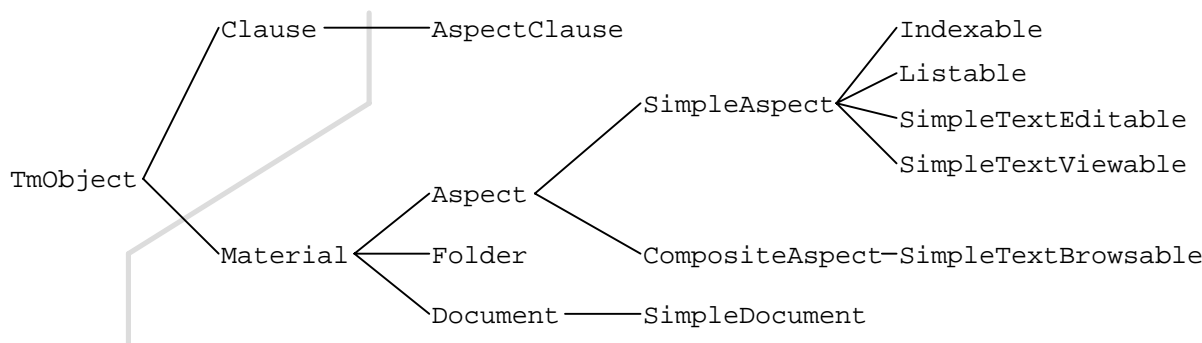 Clause AspectClause Indexable
Listable
SimpleAspect
SimpleTextEditable
SimpleTextViewable
TmObject
Aspect
Material Folder CompositeAspect SimpleTextBrowsable
Document SimpleDocument